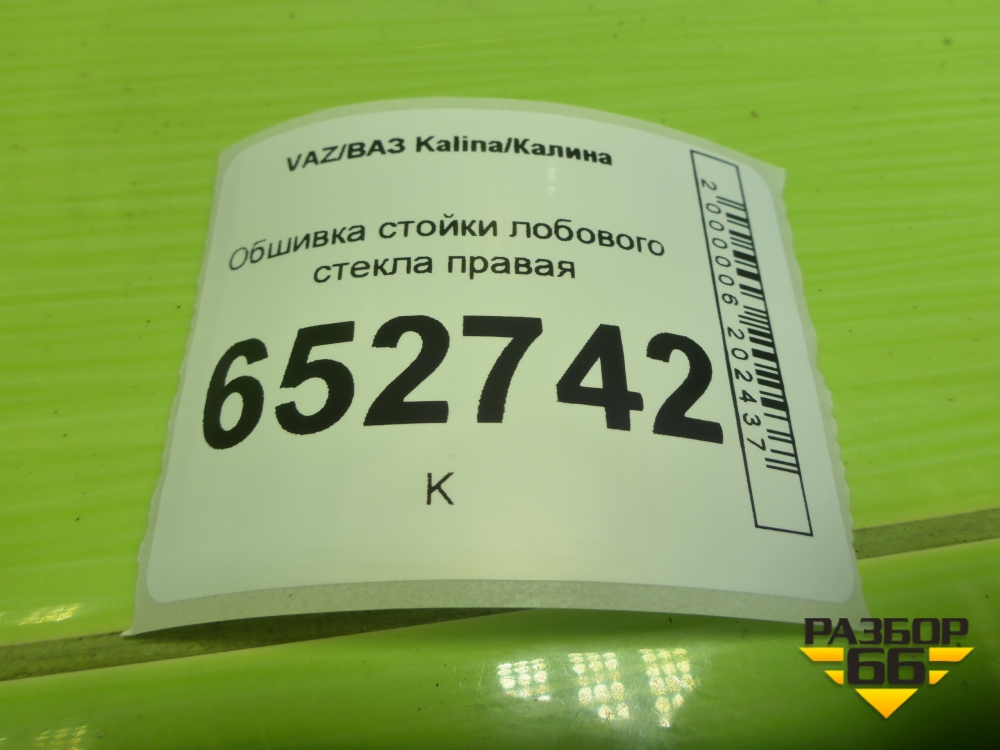 VAZ/ВАЗ Kalina/Калина
Обшивка стойки лобового
стекла правая
652742
К
2000006202437
РАЗБОР
66